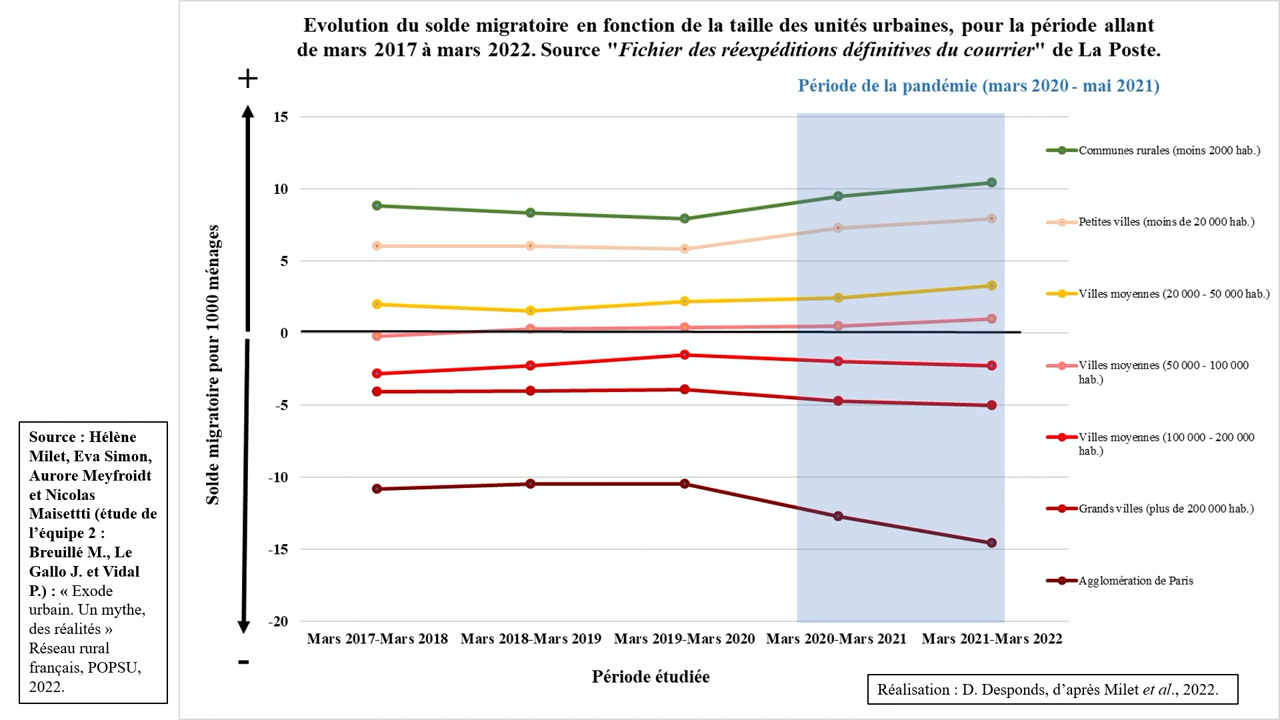 Evolution du solde migratoire en fonction de la taille des unités urbaines, pour la période allant
de mars 2017 à mars 2022. Source "Fichier des réexpéditions définitives du courrier" de La Poste.
+
Période de la pandémie (mars 2020 - mai 2021)
15
10
5
0
-5
-10
-15
-20
Solde migratoire pour 1000 ménages
-
Communes rurales (moins 2000 hab.)
Petites villes (moins de 20 000 hab.)
Villes moyennes (20 000 - 50 000 hab.)
Villes moyennes (50 000 - 100 000
hab.)
Villes moyennes (100 000 - 200 000
hab.)
Grands villes (plus de 200 000 hab.)
Agglomération de Paris
Mars 2017-Mars 2018
Mars 2018-Mars 2019
Mars 2019-Mars 2020
Mars 2020-Mars 2021
Mars 2021-Mars 2022
Période étudiée
Source : Hélène
Milet, Eva Simon,
Aurore Meyfroidt
et Nicolas
Maisettti (étude de
l’équipe 2 :
Breuillé M., Le
Gallo J. et Vidal
P.) : « Exode
urbain. Un mythe,
des réalités »
Réseau rural
français, POPSU,
2022.
Réalisation : D. Desponds, d’après Milet et al., 2022.